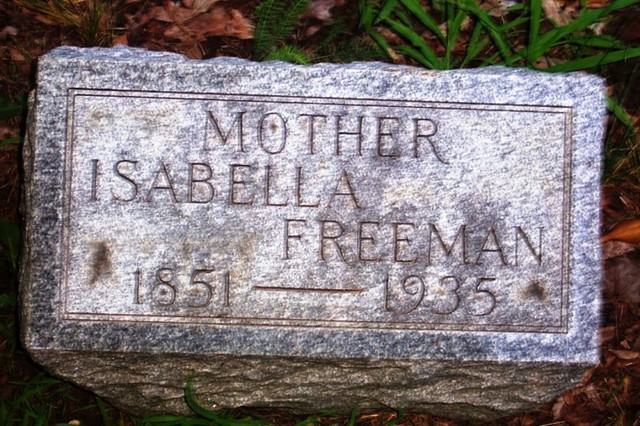 MOTHER
ISABELLA
FREEMAN
1851 — 1935